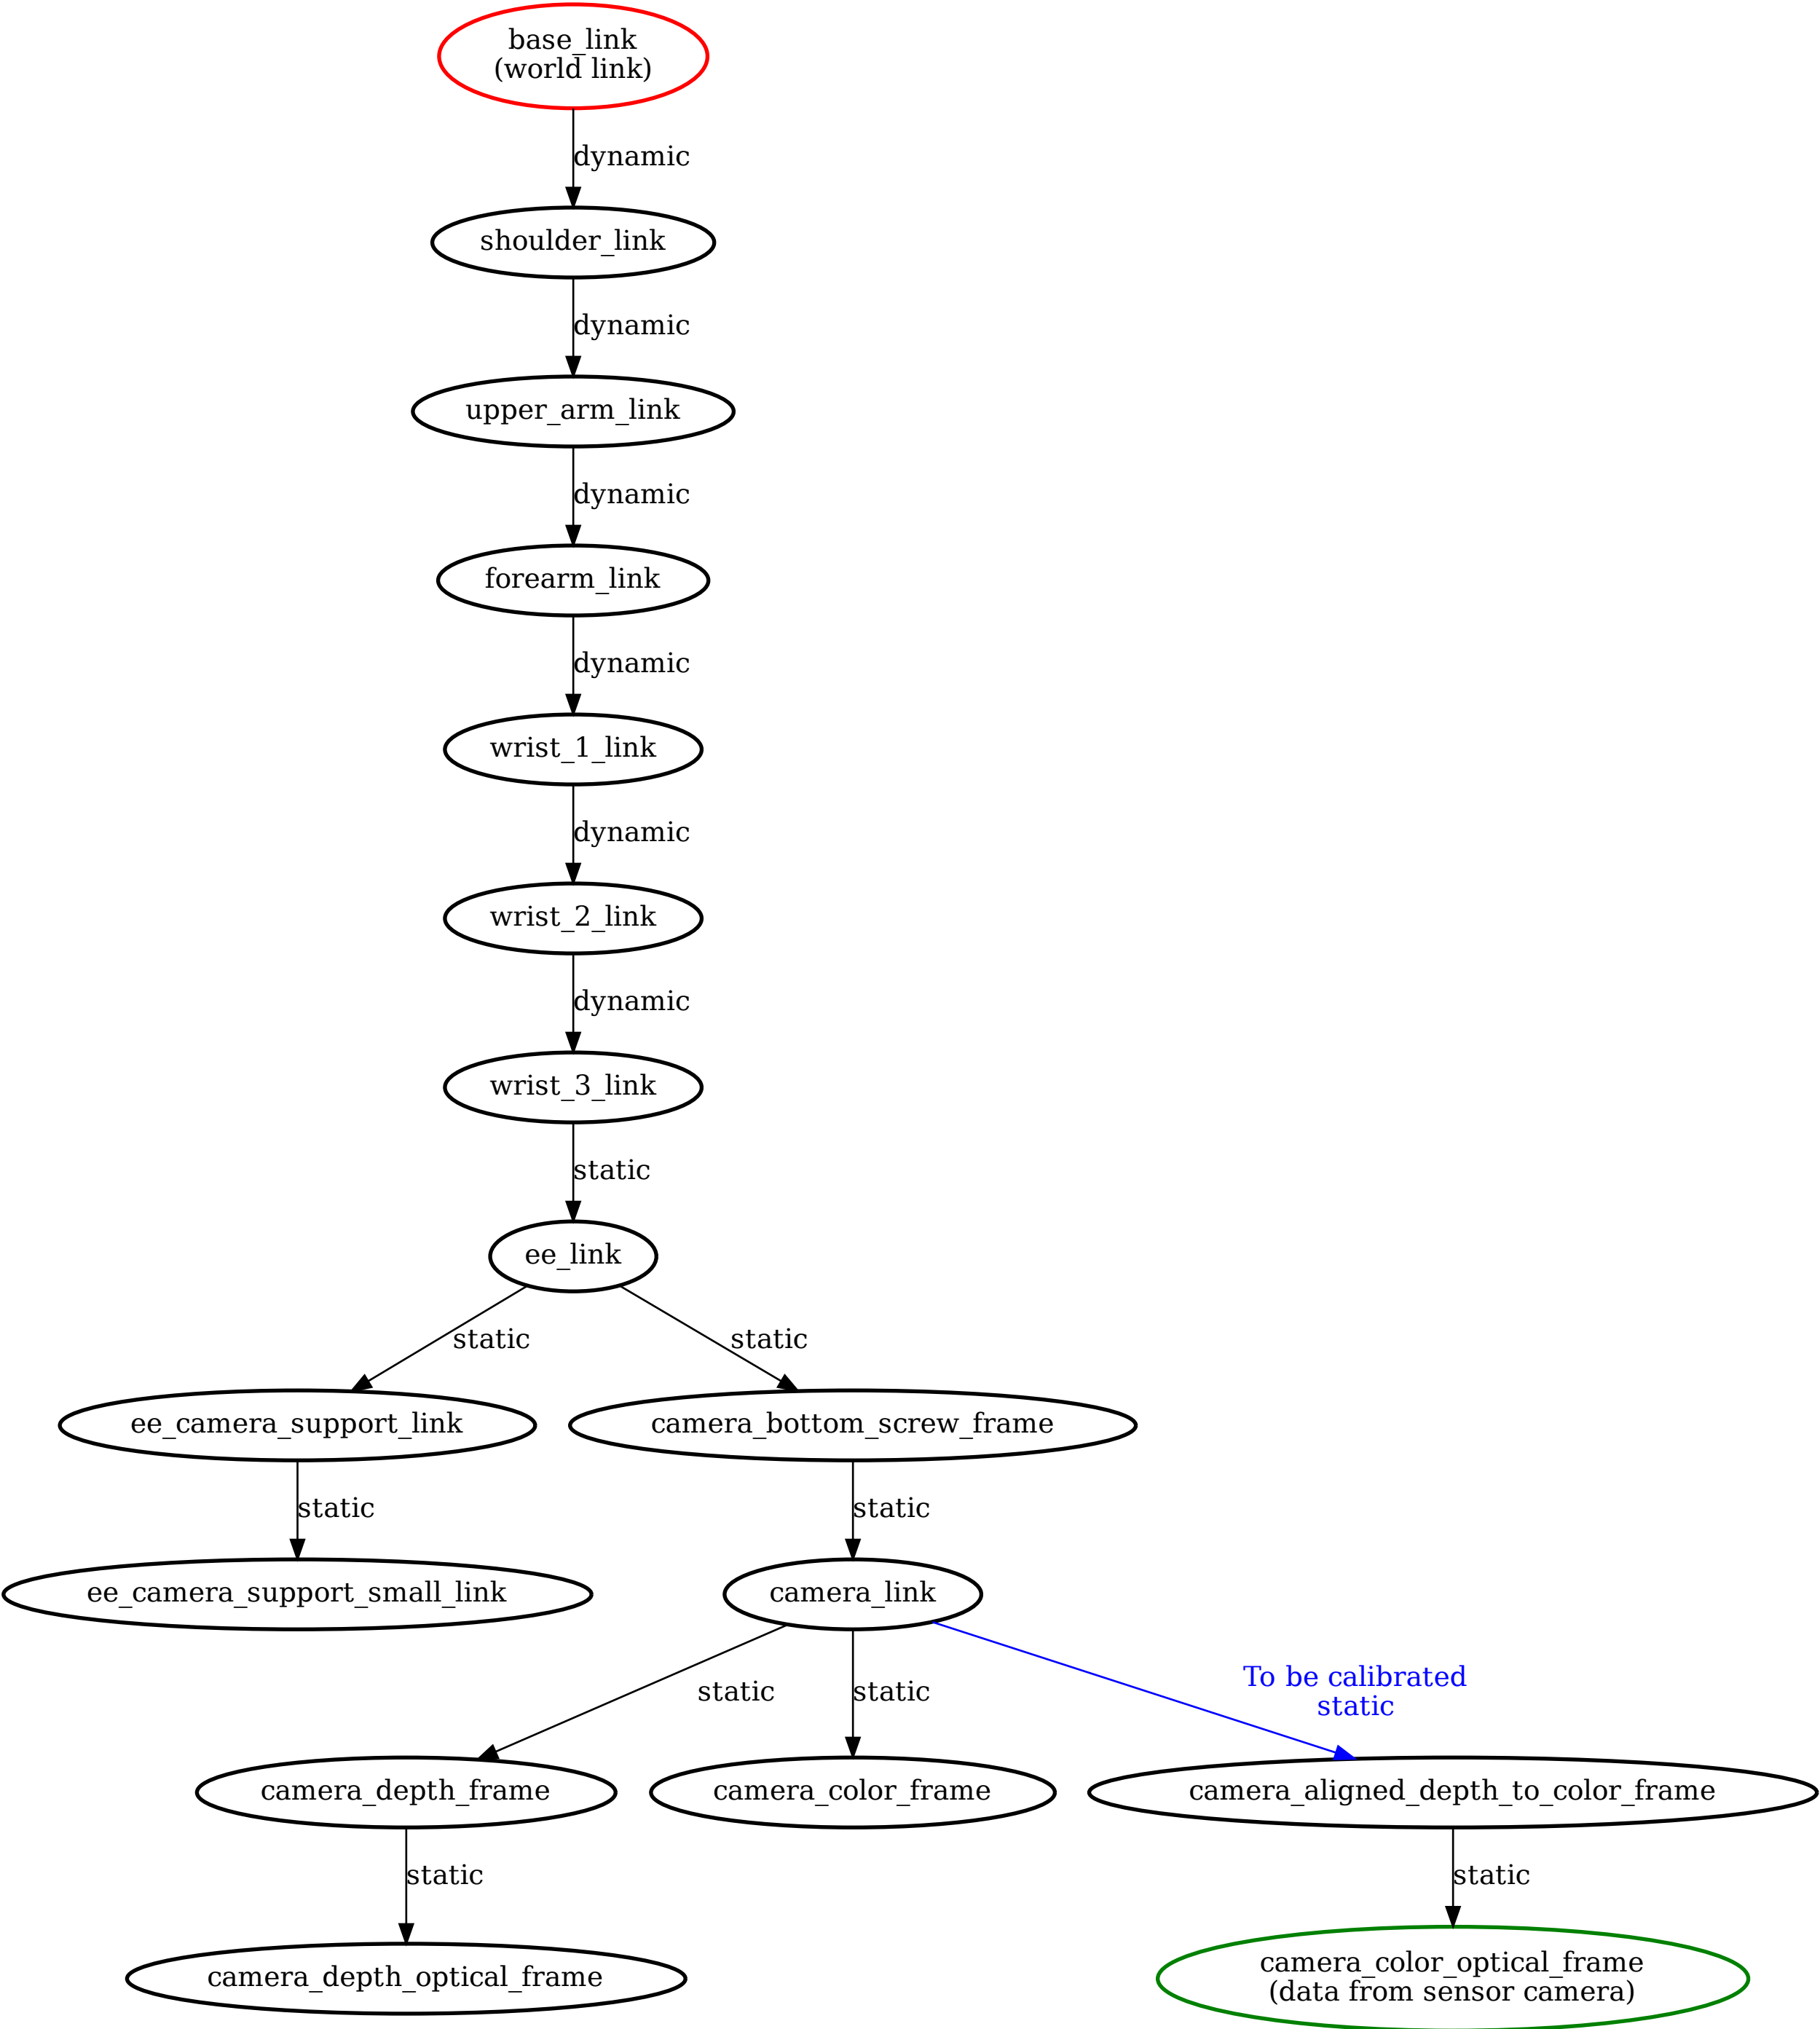 base_link
(world link)
dynamic
shoulder_link
dynamic
upper_arm_link
dynamic
forearm_link
dynamic
wrist_1_link
dynamic
wrist_2_link
dynamic
wrist_3_link
static
ee_link
static
static
ee_camera_support_link
camera_bottom_screw_frame
static
static
ee_camera_support_small_link
camera_link
To be calibrated
static
static
static
camera_depth_frame
camera_color_frame
camera_aligned_depth_to_color_frame
static
static
camera_depth_optical_frame
camera_color_optical_frame
(data from sensor camera)